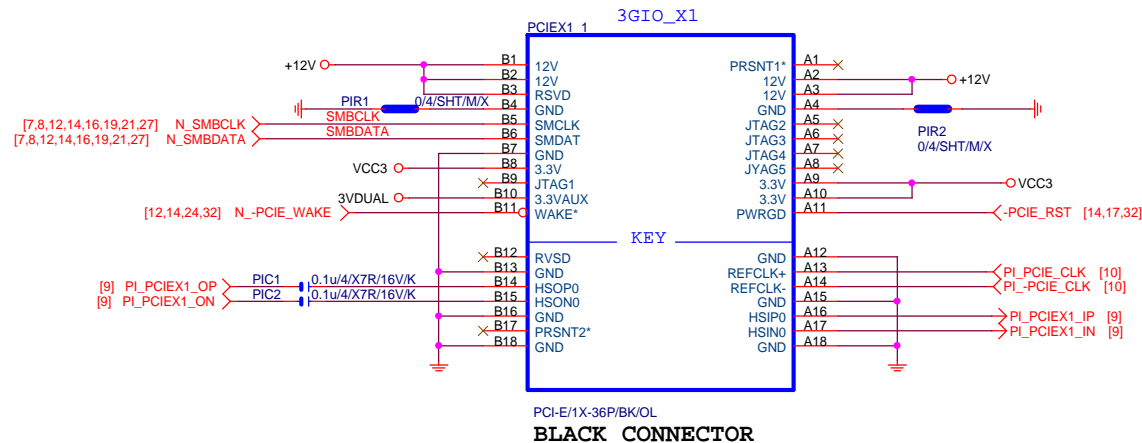 3GIO_X1
PCIEX1_1
+12V B1 12V PRSNT1* A1
B2 12V 12V A2 +12V
B3 RSVD 12V A3
PIR1 0/4/SHT/M/X B4 GND GND A4
[7,8,12,14,16,19,21,27] N_SMBCLK SMBCLK B5 SMCLK JTAG2 A5
[7,8,12,14,16,19,21,27] N_SMBDATA SMBDATA B6 SMDAT JTAG3 A6 PIR2
B7 GND JTAG4 A7 0/4/SHT/M/X
VCC3 B8 3.3V JYAG5 A8
B9 JTAG1 3.3V A9 VCC3
3VDUAL B10 3.3VAUX 3.3V A10
[12,14,24,32] N_-PCIE_WAKE B11 WAKE* PWRGD A11 -PCIE_RST [14,17,32]
KEY
B12 RVSD GND A12
B13 GND REFCLK+ A13 PI_PCIE_CLK [10]
[9] PI_PCIEX1_OP PIC1 0.1u/4/X7R/16V/K B14 HSOP0 REFCLK- A14 PI_-PCIE_CLK [10]
[9] PI_PCIEX1_ON PIC2 0.1u/4/X7R/16V/K B15 HSON0 GND A15
B16 GND HSIP0 A16 PI_PCIEX1_IP [9]
B17 PRSNT2* HSIN0 A17 PI_PCIEX1_IN [9]
B18 GND GND A18
PCI-E/1X-36P/BK/OL
BLACK CONNECTOR